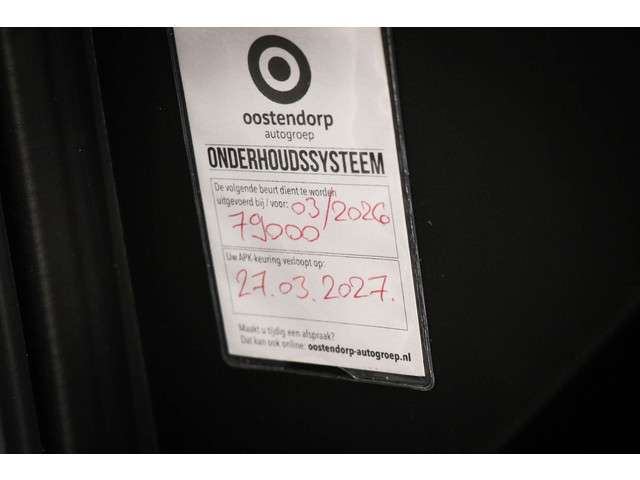 oostendorp
autogroep
ONDERHOUDSSYSTEEM
De volgende beurt dient te worden
uitgevoerd bij / voor: 03/2026
79000
Uw APK-keuring verloopt op:
27.03.2027.
Maakt u tijdig een afspraak?
Dat kan ook online: oostendorp-autogroep.nl